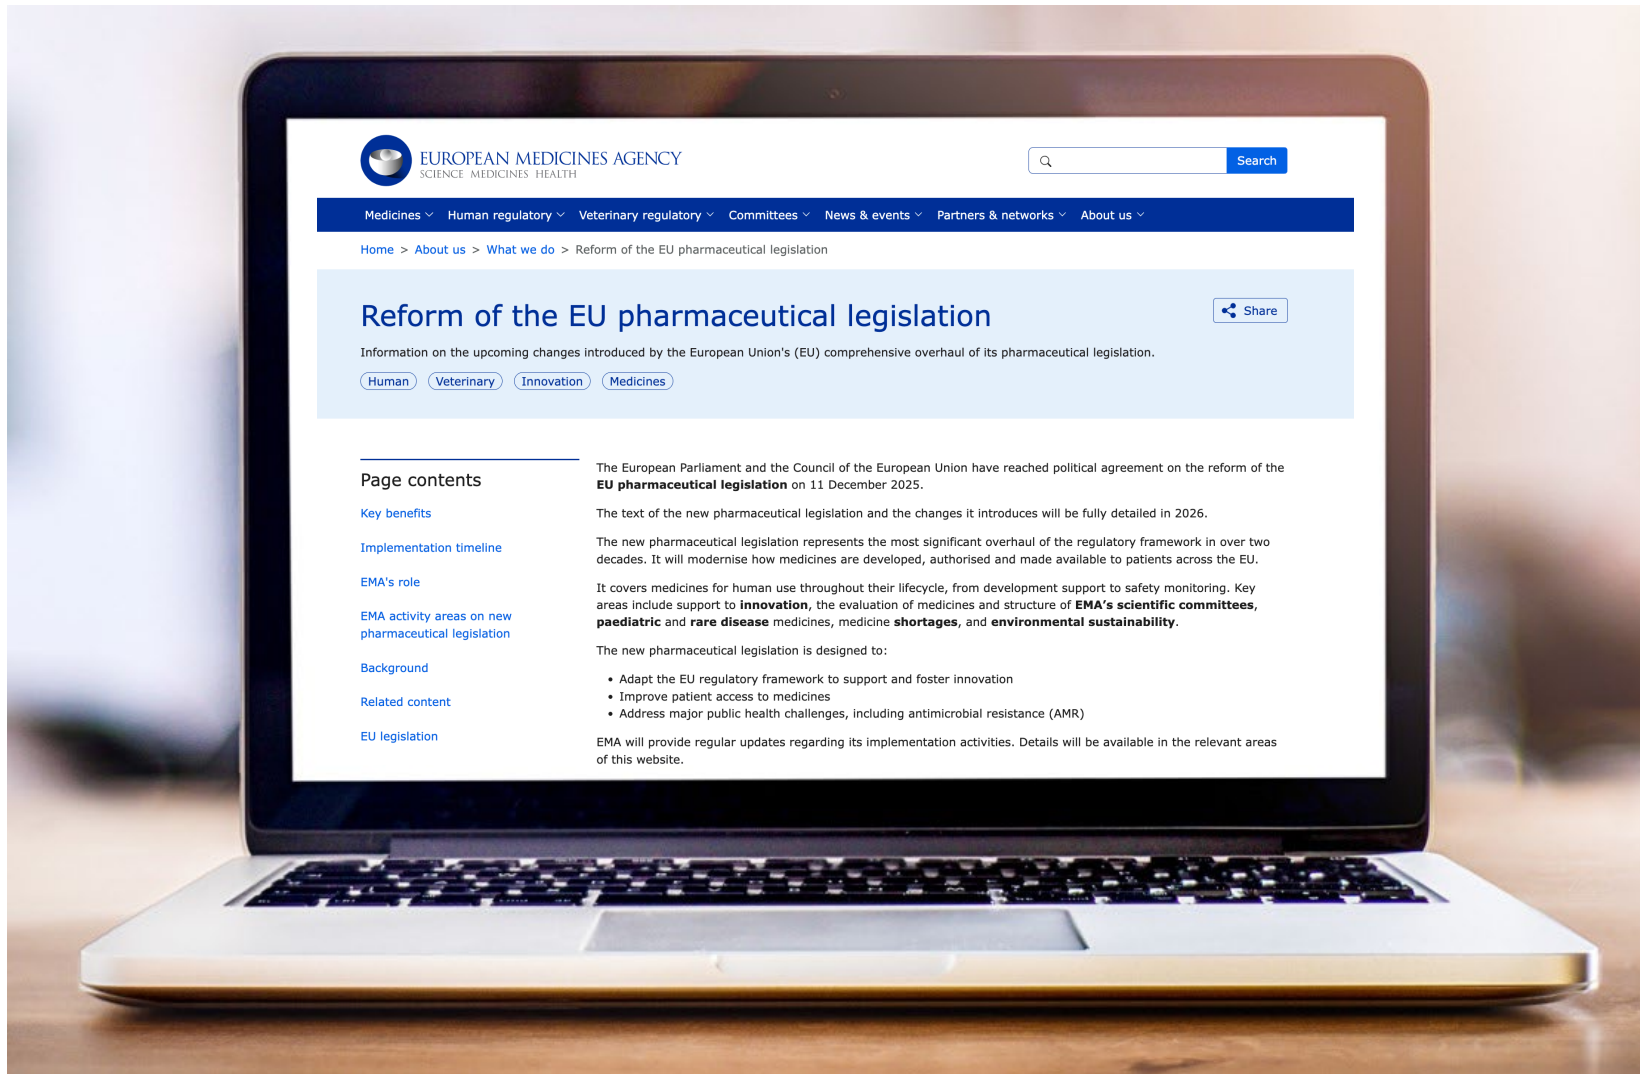 EUROPEAN MEDICINES AGENCY
SCIENCE MEDICINES HEALTH
Search
Medicines
Human regulatory
Veterinary regulatory
Committees
News & events
Partners & networks
About us
Home > About us > What we do > Reform of the EU pharmaceutical legislation
Reform of the EU pharmaceutical legislation
Share
Information on the upcoming changes introduced by the European Union's (EU) comprehensive overhaul of its pharmaceutical legislation.
Human
Veterinary
Innovation
Medicines
Page contents
Key benefits
Implementation timeline
EMA's role
EMA activity areas on new
pharmaceutical legislation
Background
Related content
EU legislation
The European Parliament and the Council of the European Union have reached political agreement on the reform of the
EU pharmaceutical legislation on 11 December 2025.
The text of the new pharmaceutical legislation and the changes it introduces will be fully detailed in 2026.
The new pharmaceutical legislation represents the most significant overhaul of the regulatory framework in over two
decades. It will modernise how medicines are developed, authorised and made available to patients across the EU.
It covers medicines for human use throughout their lifecycle, from development support to safety monitoring. Key
areas include support to innovation, the evaluation of medicines and structure of EMA’s scientific committees,
paediatric and rare disease medicines, medicine shortages, and environmental sustainability.
The new pharmaceutical legislation is designed to:
• Adapt the EU regulatory framework to support and foster innovation
• Improve patient access to medicines
• Address major public health challenges, including antimicrobial resistance (AMR)
EMA will provide regular updates regarding its implementation activities. Details will be available in the relevant areas
of this website.